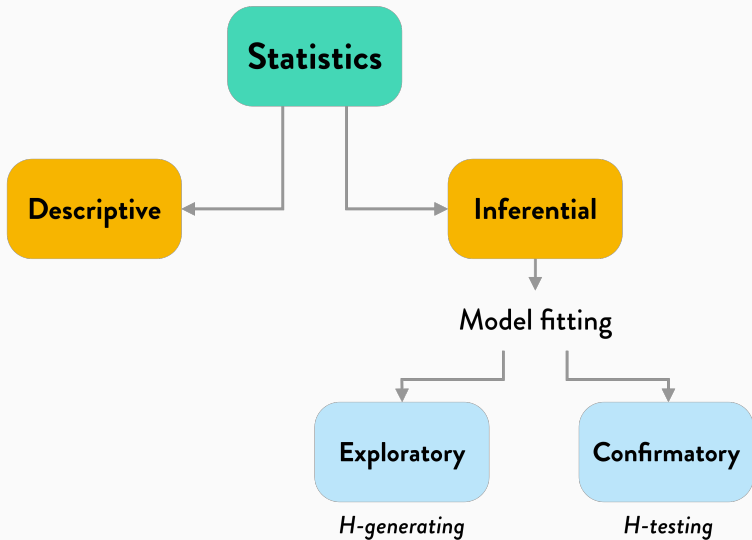 Statistics
Descriptive
Inferential
Model fitting
Exploratory
Confirmatory
H-generating
H-testing